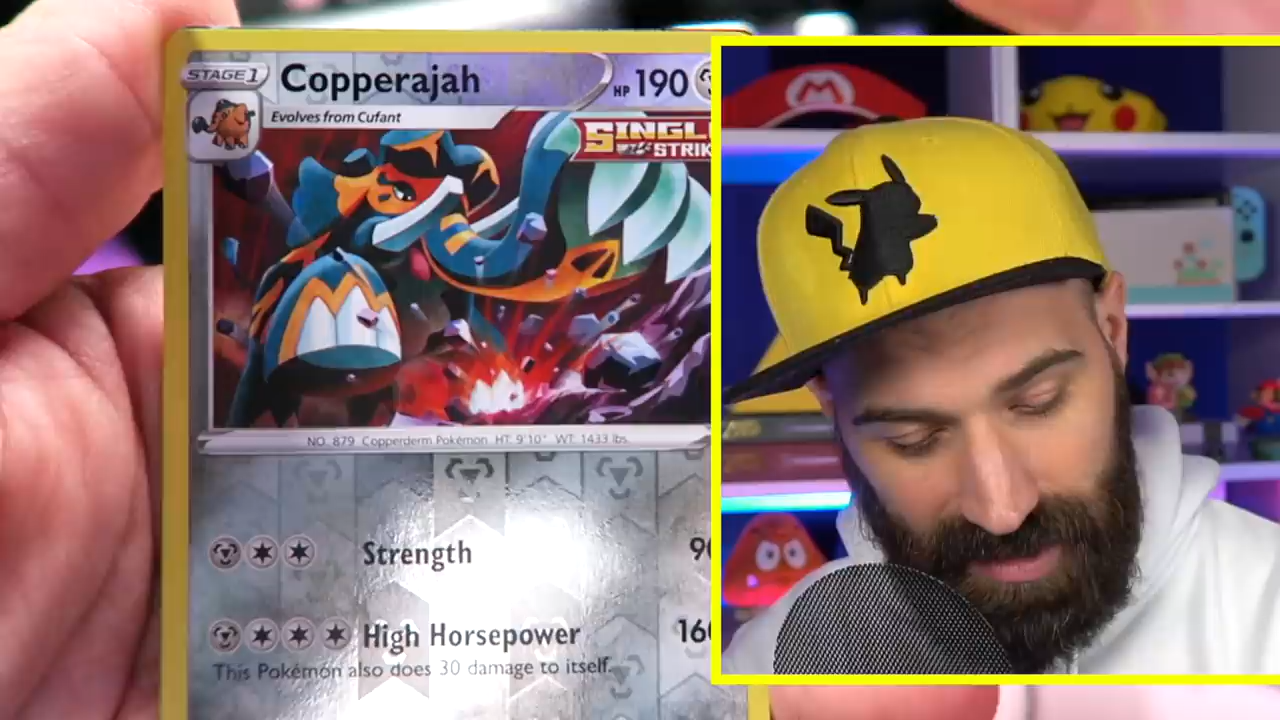 STAGE 1
Copperajah
HP 190
Evolves from Cufant
NO. 879 Copperderm Pokémon HT: 9'10" WT: 1433 lbs.
Strength
High Horsepower
This Pokémon also does 30 damage to itself.
M